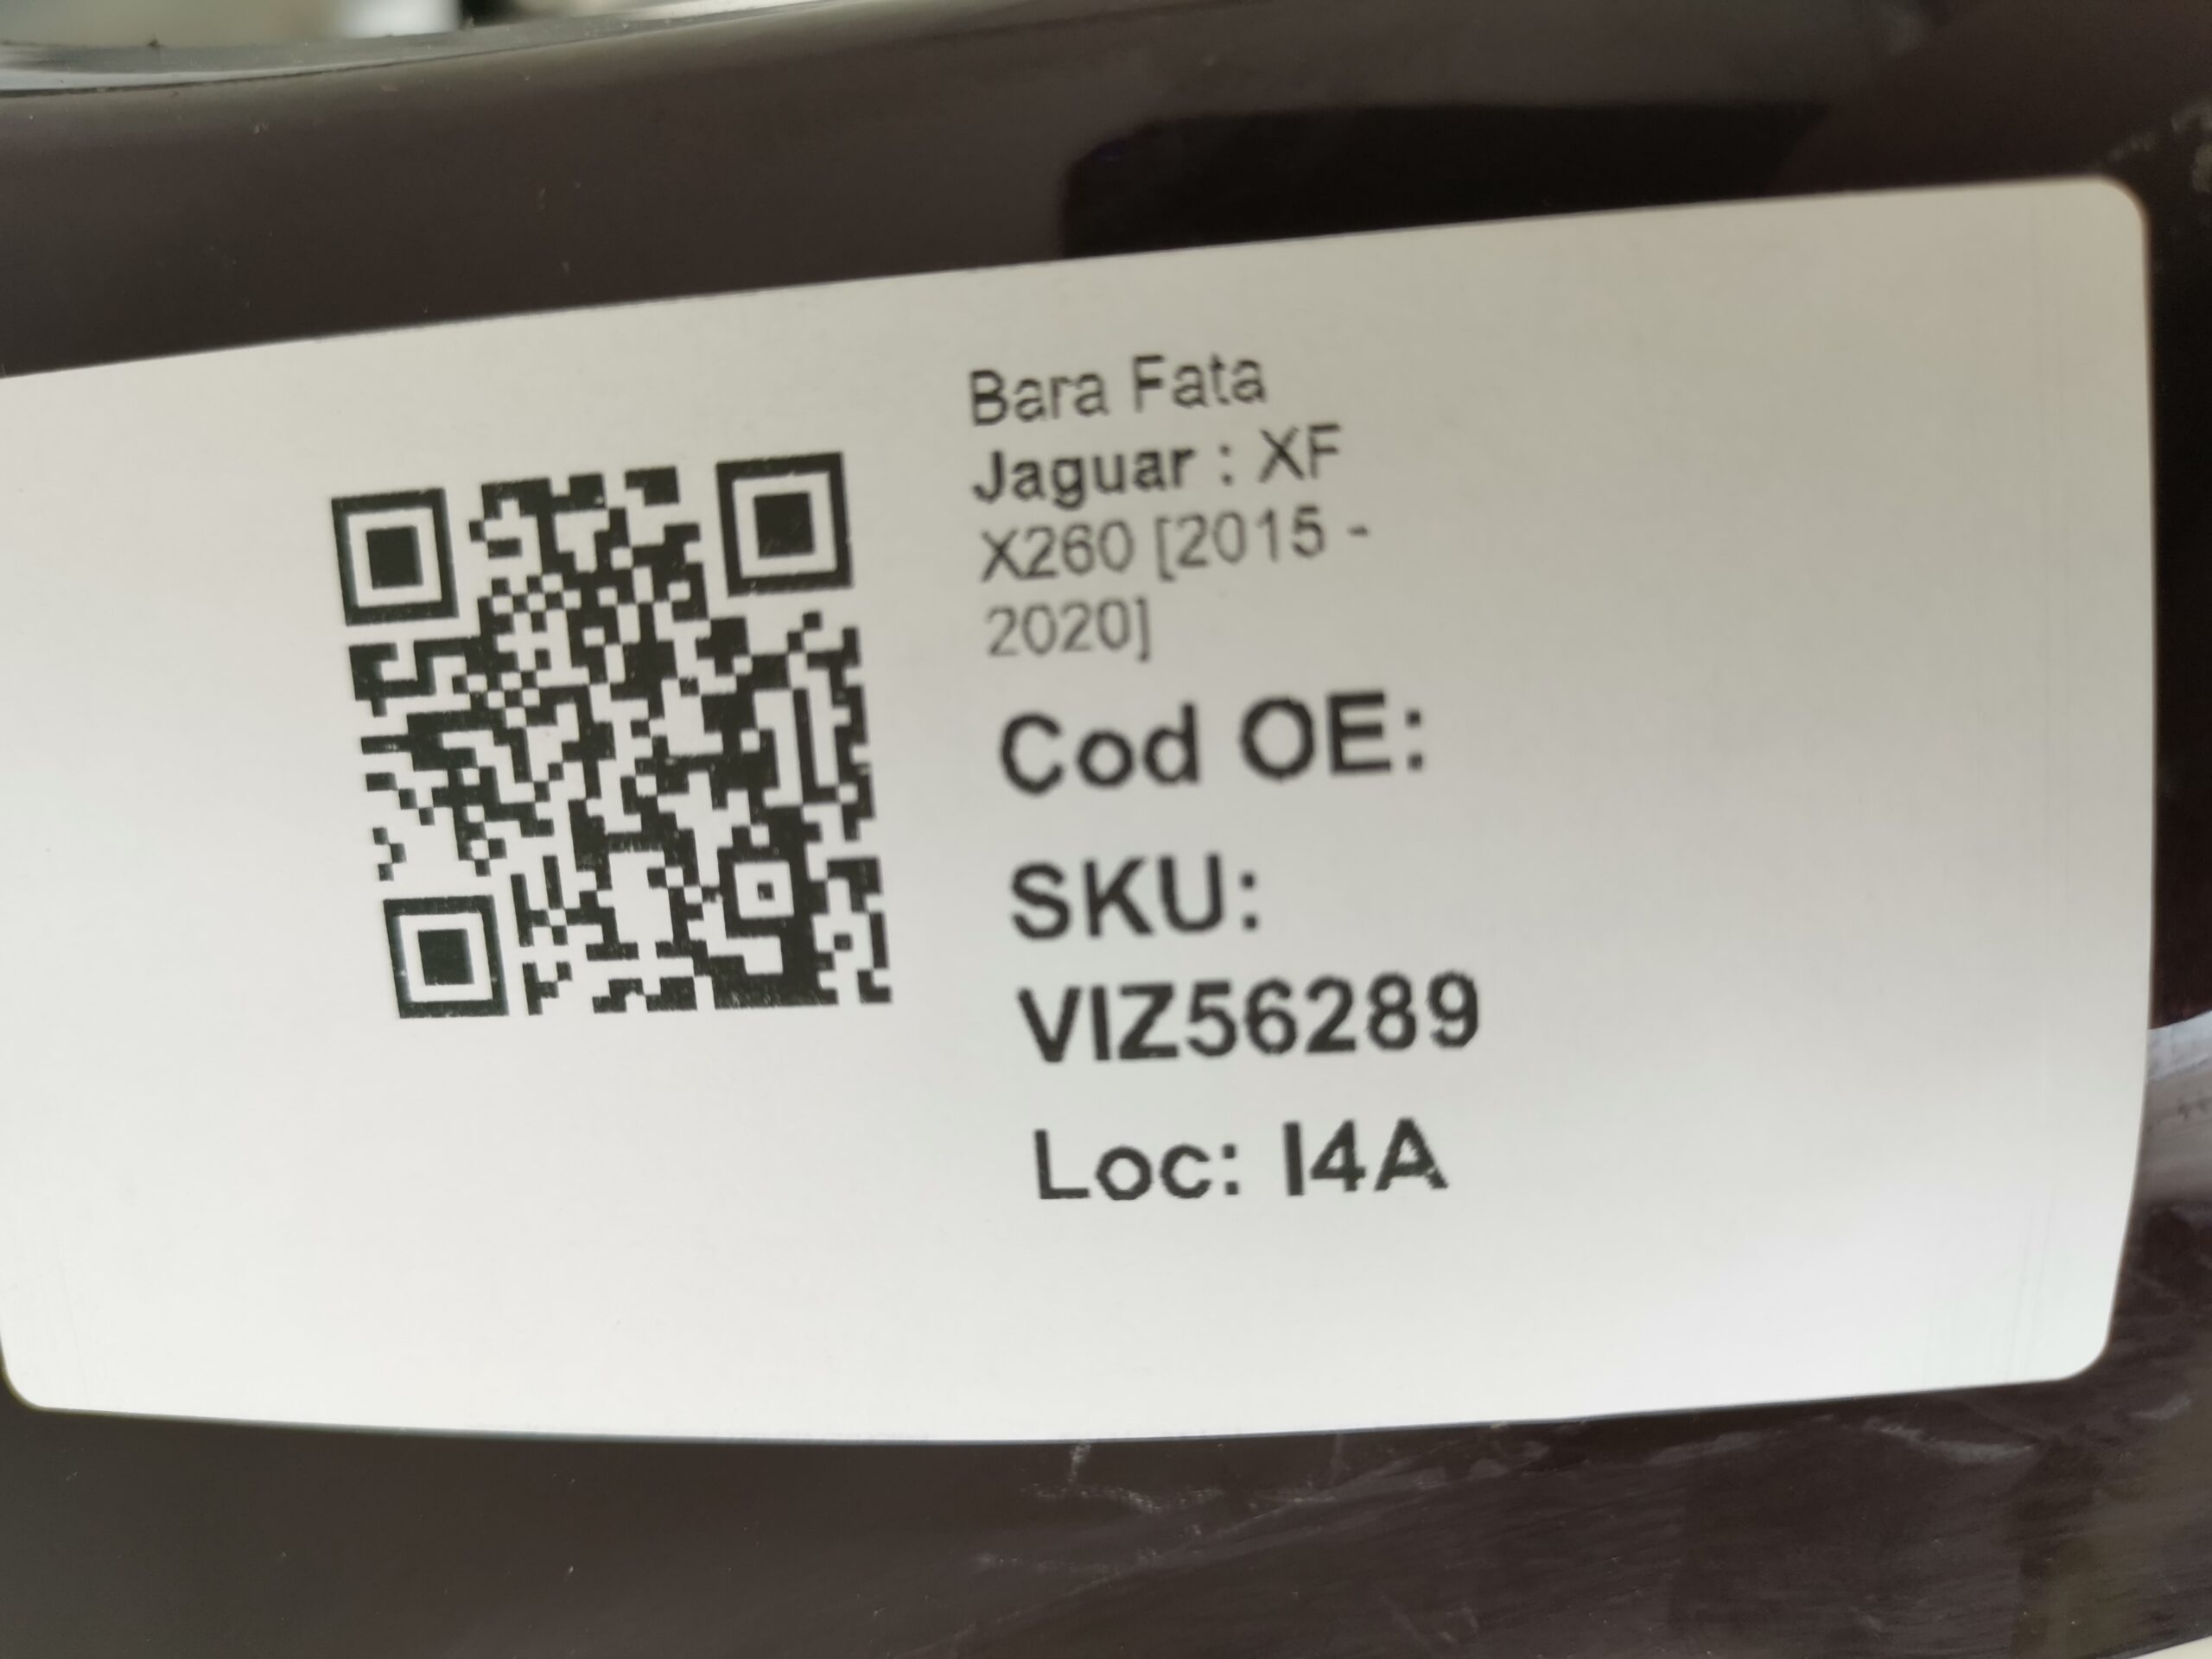 Bara Fata
Jaguar : XF
X260 [2015 -
2020]
Cod OE:
SKU:
VIZ56289
Loc: I4A